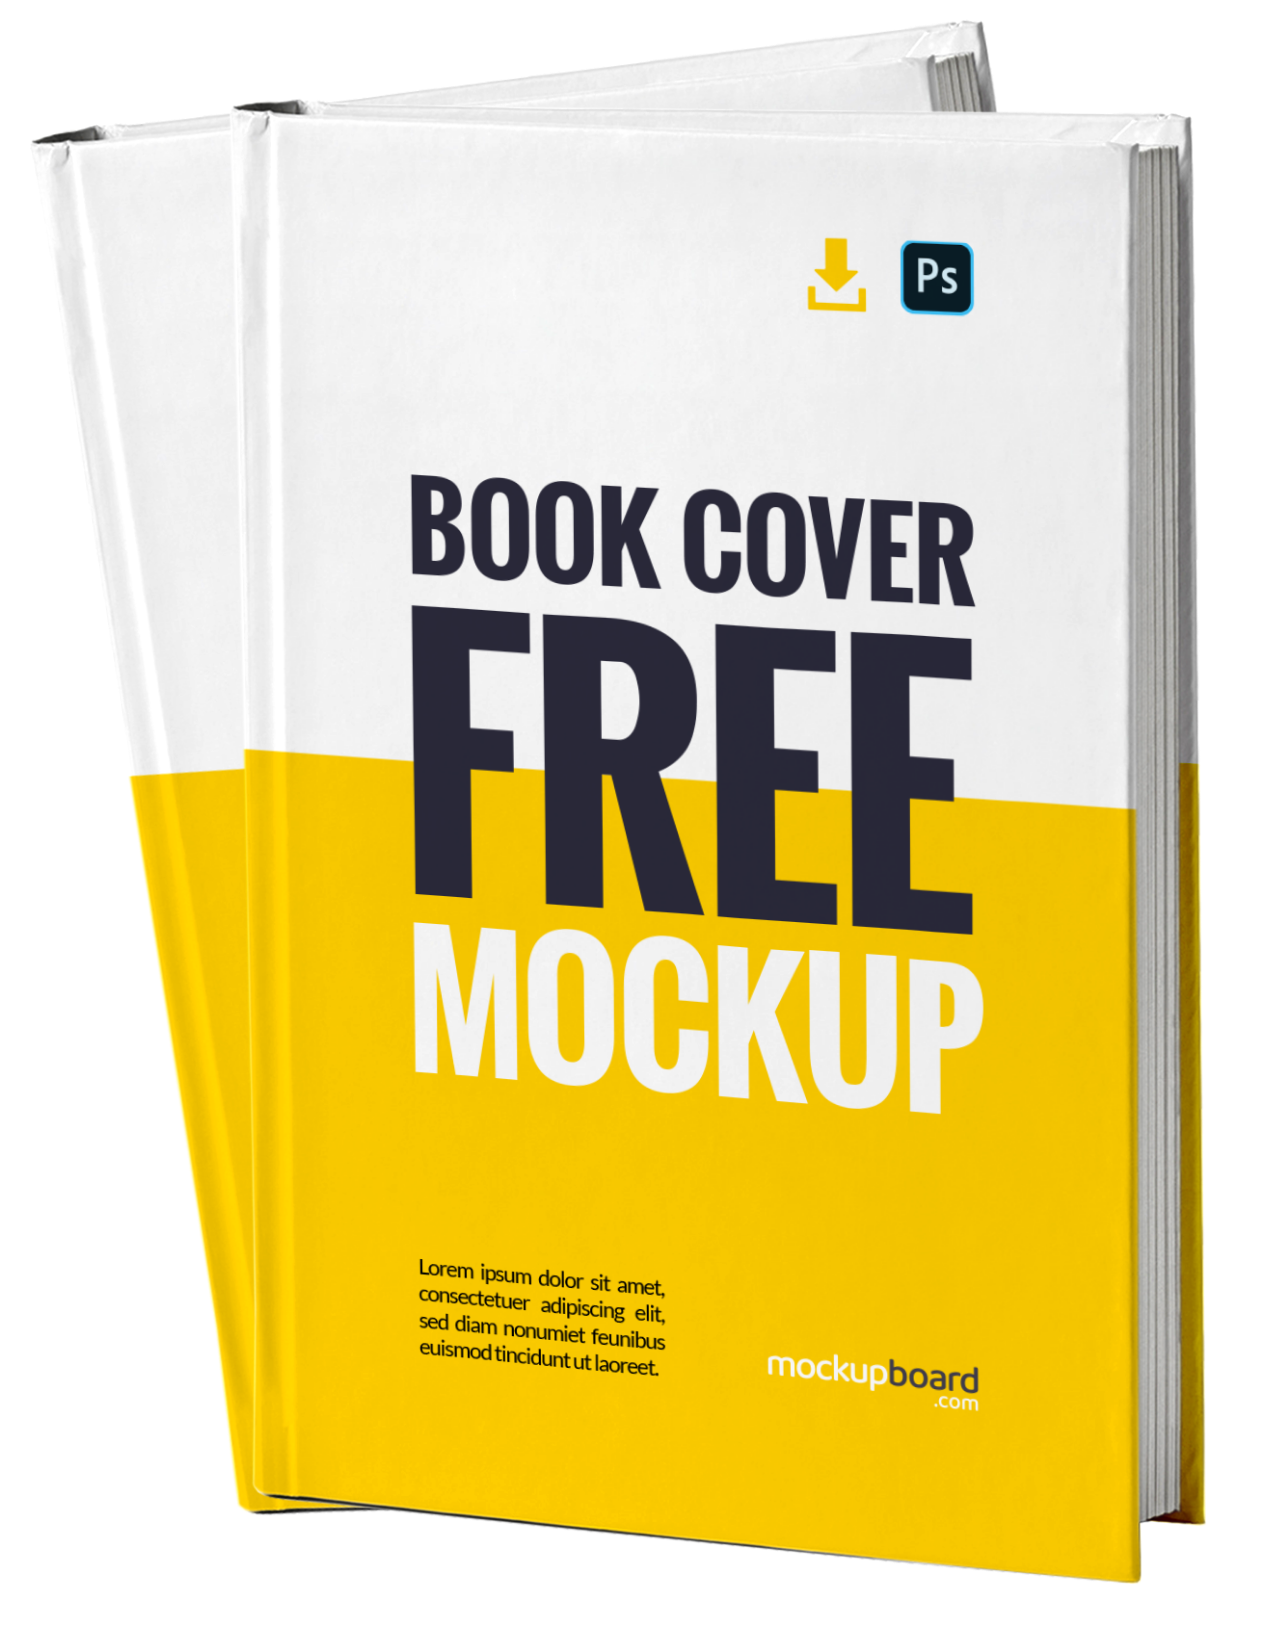 Ps
BOOK COVER
FREE
MOCKUP
Lorem ipsum dolor sit amet,
consectetuer adipiscing elit,
sed diam nonumiet feunibus
euismod tincidunt ut laoreet.
mockupboard
.com